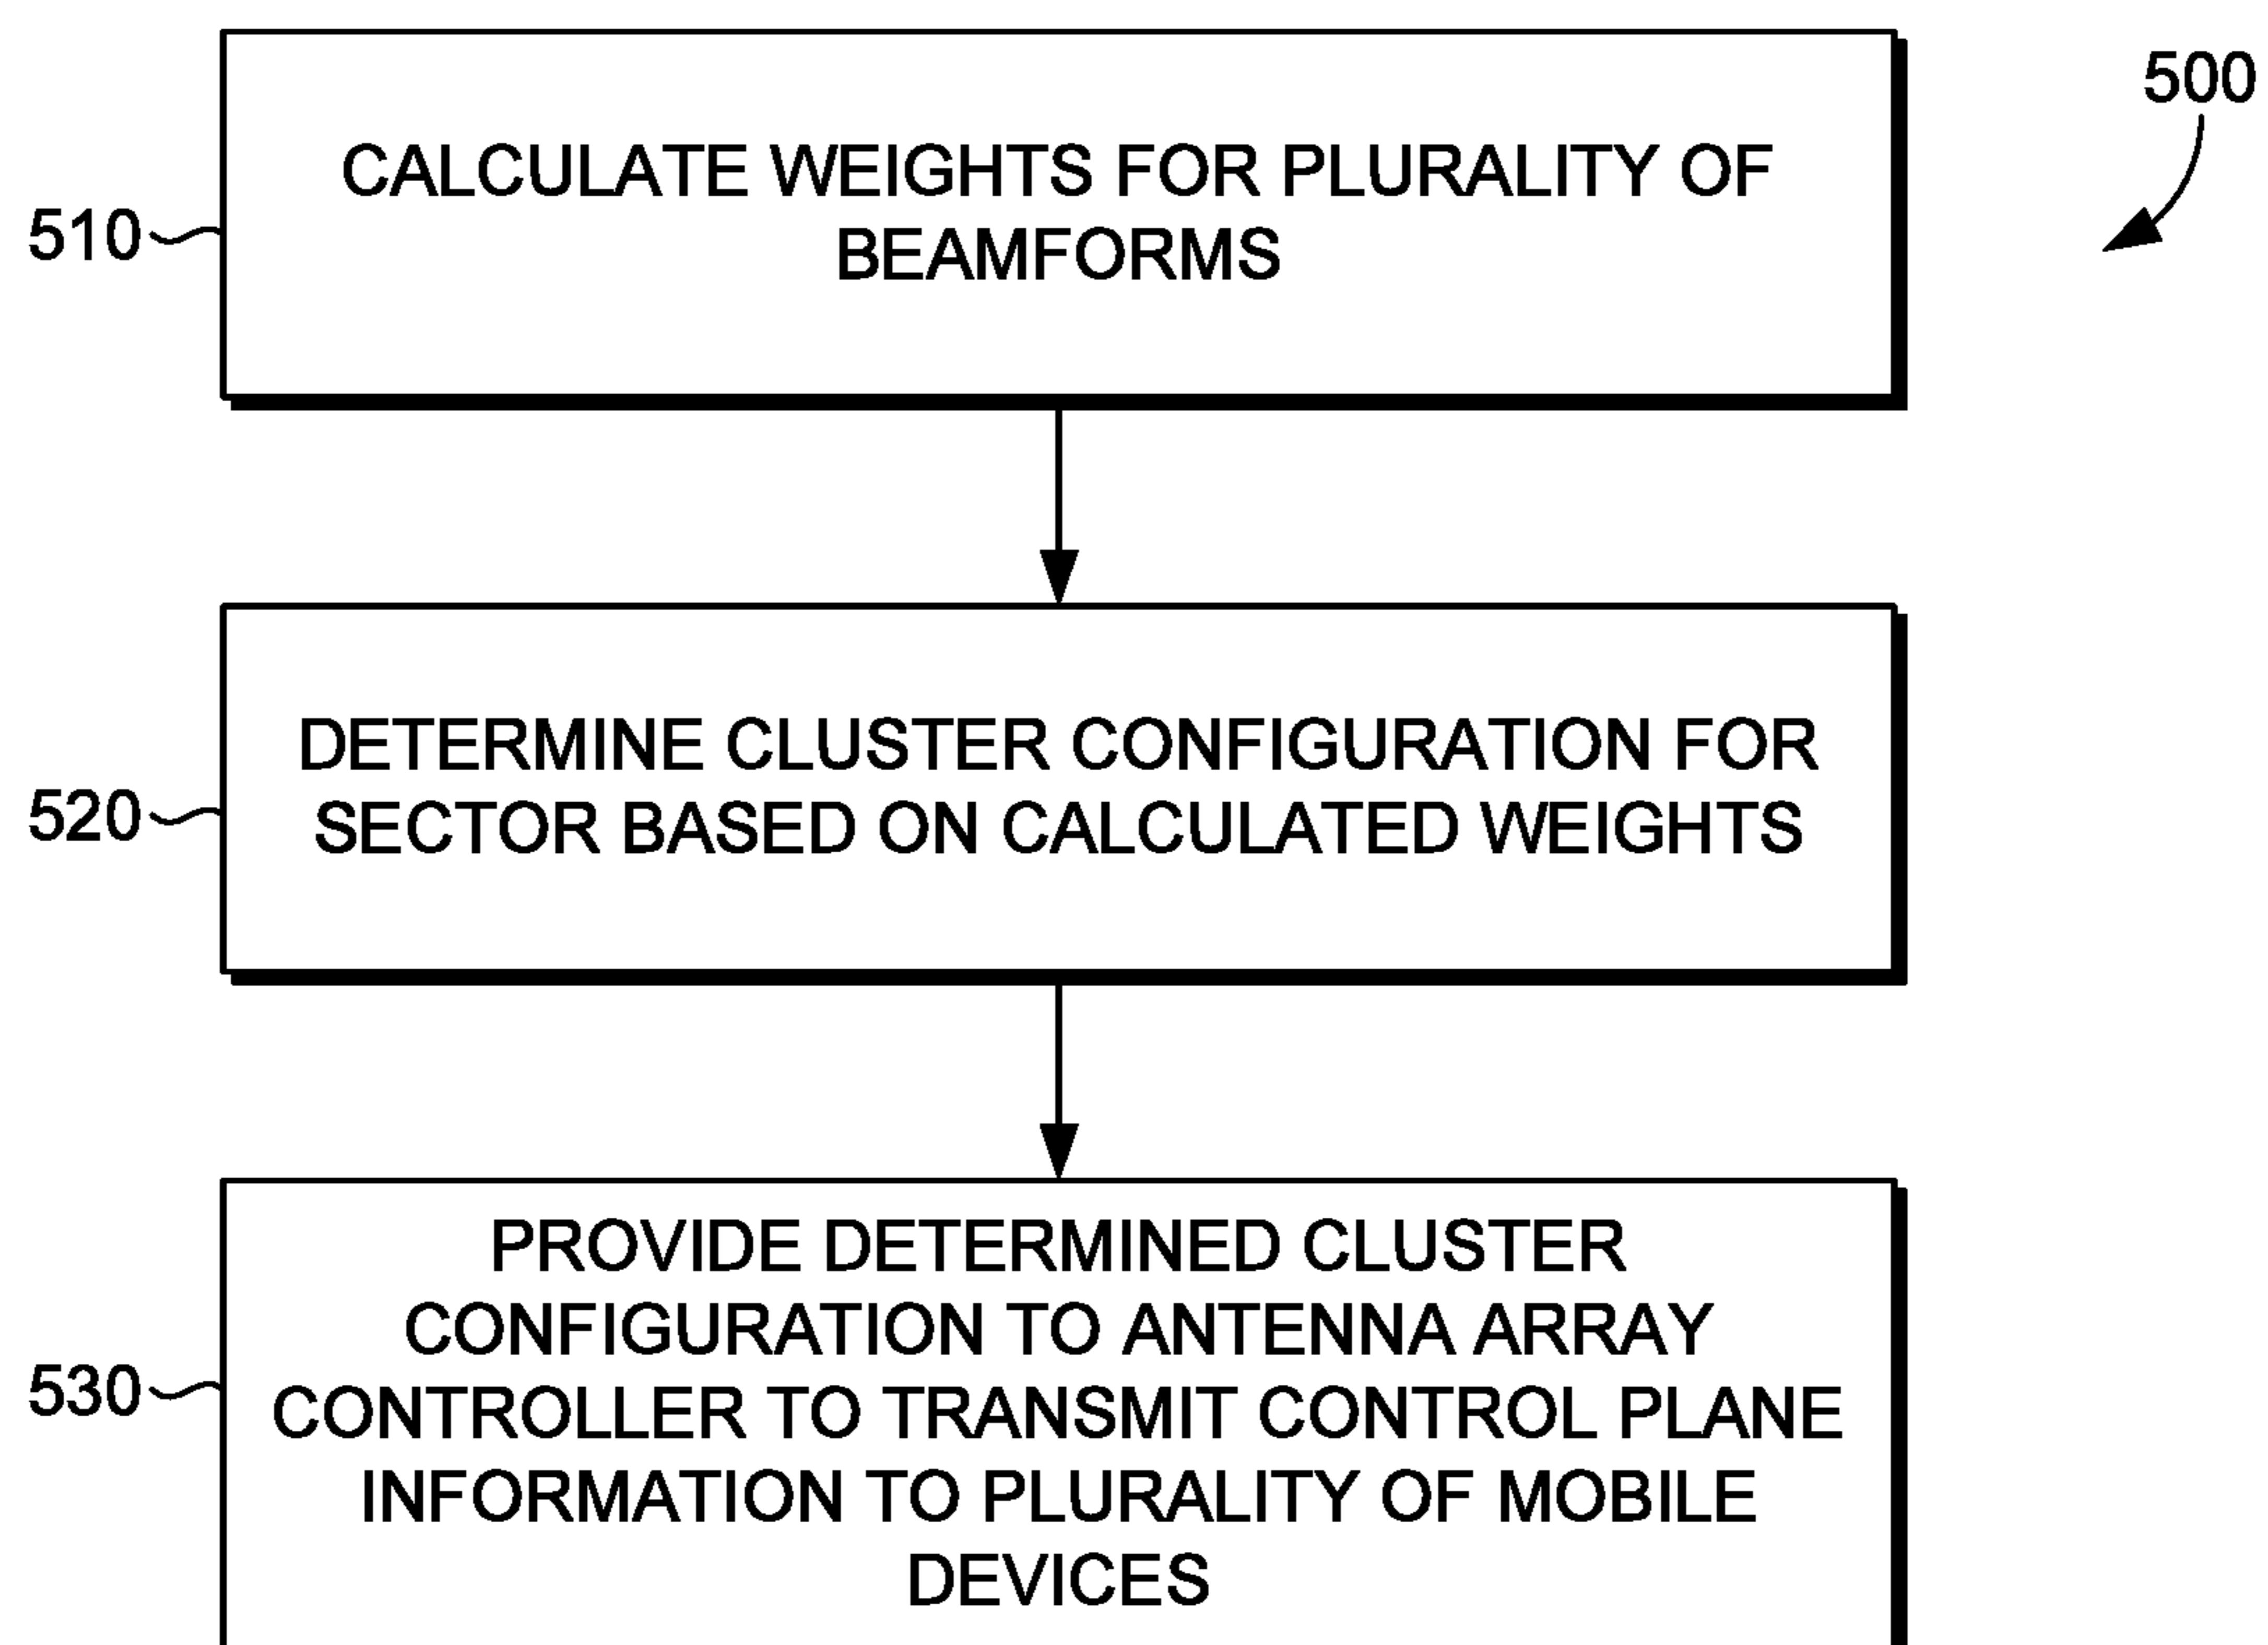 500
510
CALCULATE WEIGHTS FOR PLURALITY OF
BEAMFORMS
520
DETERMINE CLUSTER CONFIGURATION FOR
SECTOR BASED ON CALCULATED WEIGHTS
530
PROVIDE DETERMINED CLUSTER
CONFIGURATION TO ANTENNA ARRAY
CONTROLLER TO TRANSMIT CONTROL PLANE
INFORMATION TO PLURALITY OF MOBILE
DEVICES